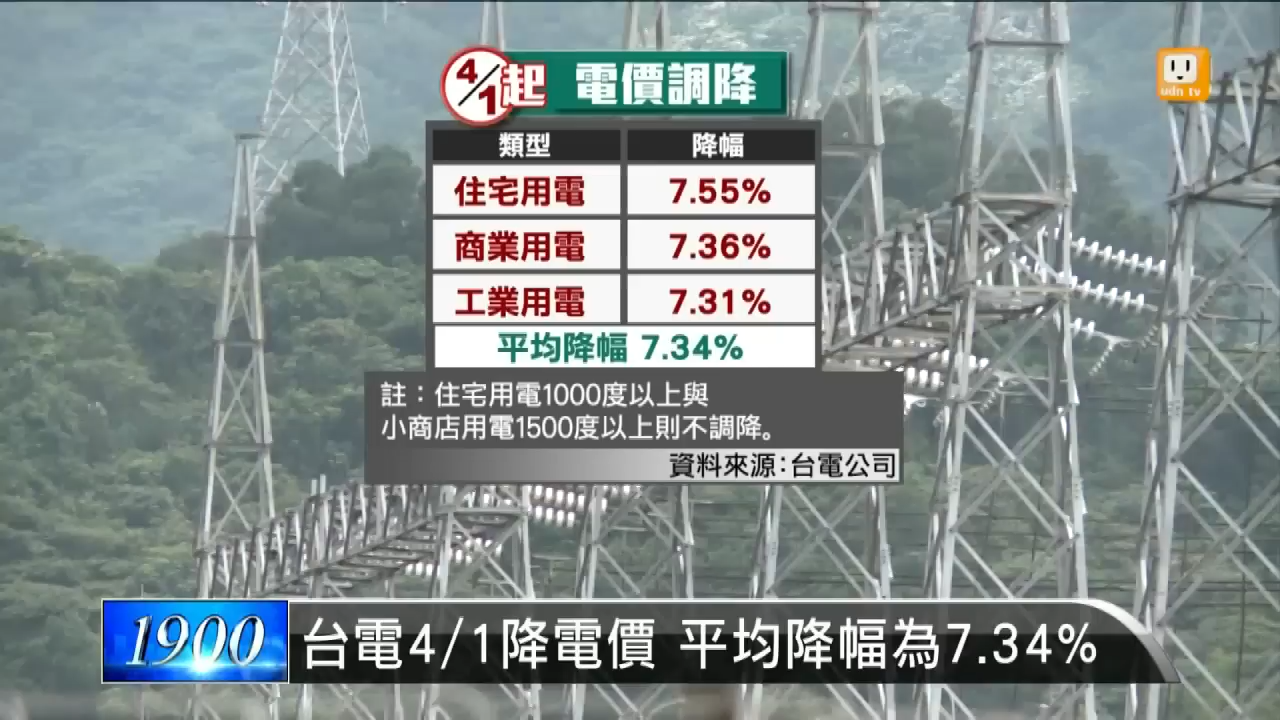 4/1起 電價調降
udn tv
類型 降幅
住宅用電 7.55%
商業用電 7.36%
工業用電 7.31%
平均降幅 7.34%
註：住宅用電1000度以上與
小商店用電1500度以上則不調降。
資料來源：台電公司
1900 台電4/1降電價 平均降幅為7.34%